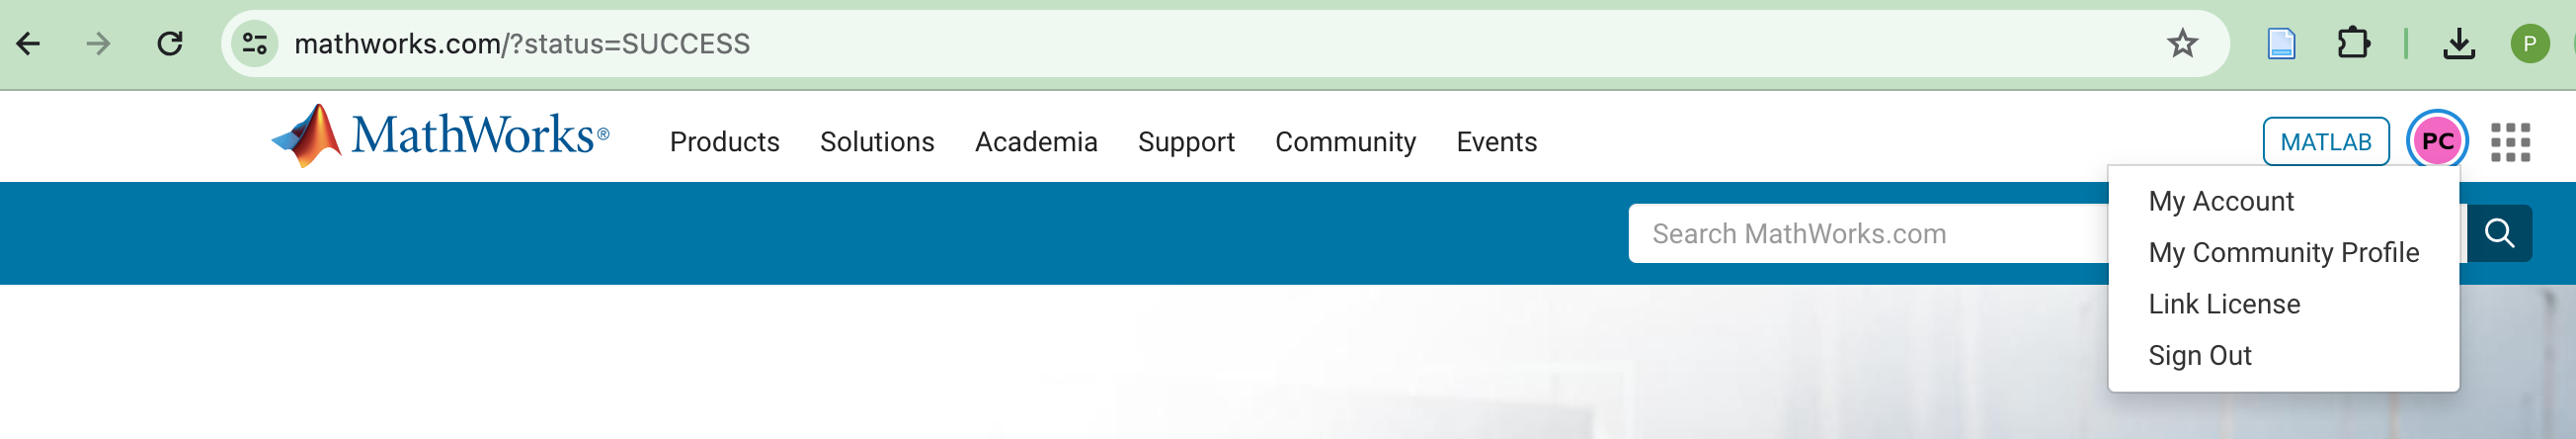 mathworks.com/?status=SUCCESS
P
MathWorks®
Products Solutions Academia Support Community Events
MATLAB
PC
Search MathWorks.com
My Account
My Community Profile
Link License
Sign Out